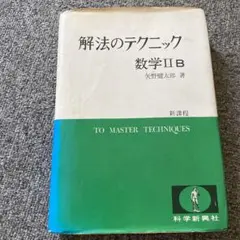 解法のテクニック
数学ⅡB
矢野健太郎 著
新課程
TO MASTER TECHNIQUES
科学新興社